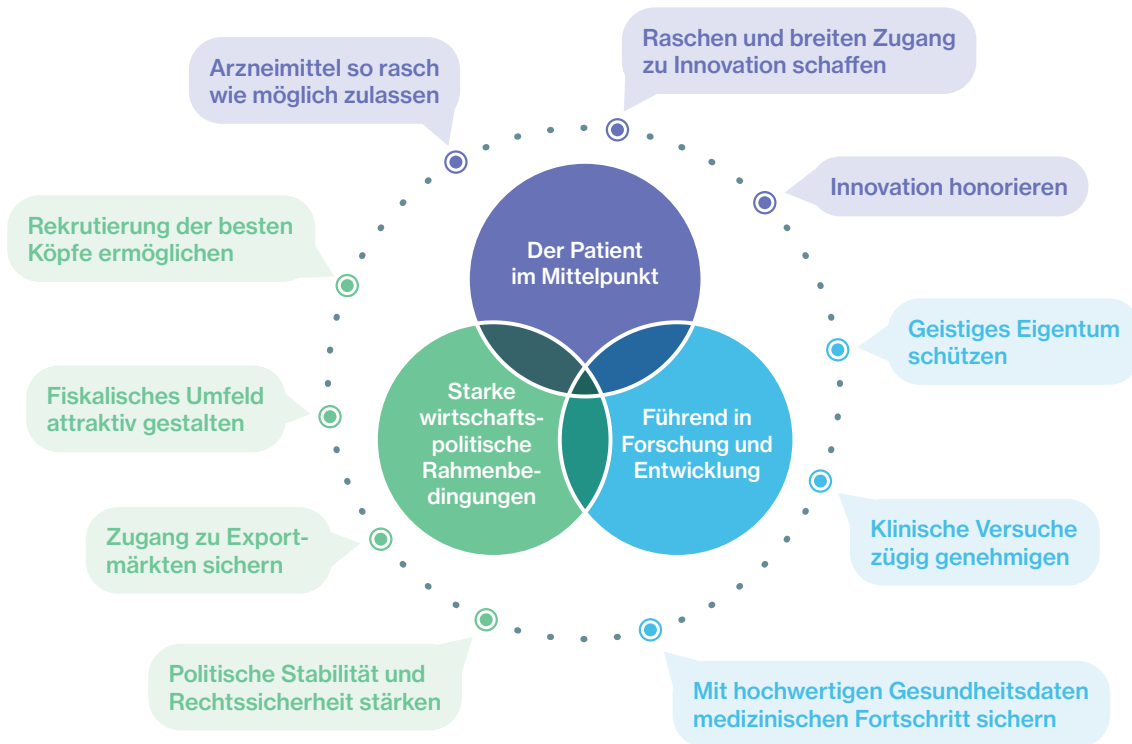 Raschen und breiten Zugang
zu Innovation schaffen
Arzneimittel so rasch
wie möglich zulassen
Innovation honorieren
Rekrutierung der besten
Köpfe ermöglichen
Der Patient
im Mittelpunkt
Geistiges Eigentum
schützen
Fiskalisches Umfeld
attraktiv gestalten
Starke
wirtschafts-
politische
Rahmenbe-
dingungen
Führend in
Forschung und
Entwicklung
Zugang zu Export-
märkten sichern
Klinische Versuche
zügig genehmigen
Politische Stabilität und
Rechtssicherheit stärken
Mit hochwertigen Gesundheitsdaten
medizinischen Fortschritt sichern